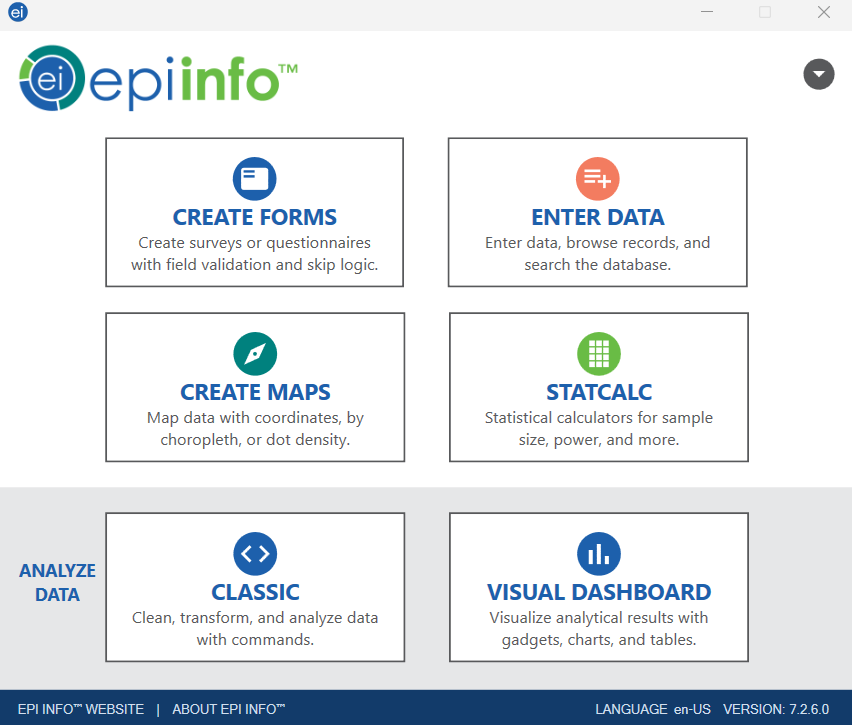 ei
ei epiinfo™
CREATE FORMS
Create surveys or questionnaires
with field validation and skip logic.
ENTER DATA
Enter data, browse records, and
search the database.
CREATE MAPS
Map data with coordinates, by
choropleth, or dot density.
STATCALC
Statistical calculators for sample
size, power, and more.
ANALYZE
DATA
CLASSIC
Clean, transform, and analyze data
with commands.
VISUAL DASHBOARD
Visualize analytical results with
gadgets, charts, and tables.
EPI INFO™ WEBSITE | ABOUT EPI INFO™ LANGUAGE en-US VERSION: 7.2.6.0